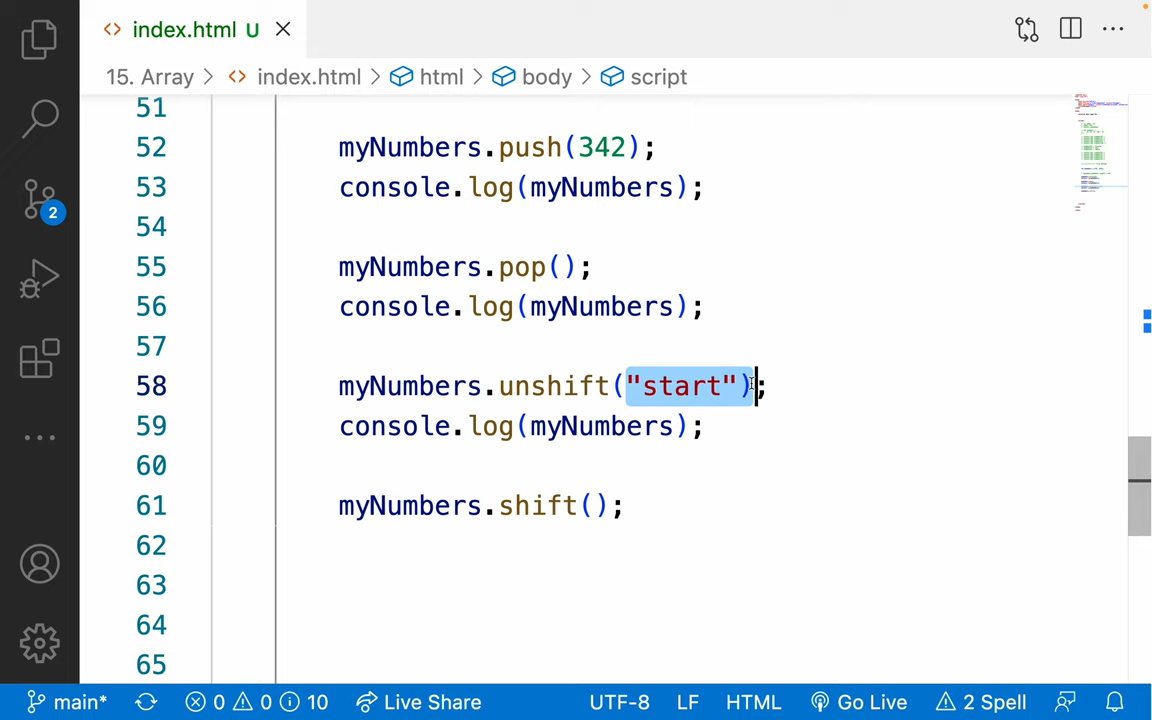 index.html U
15. Array > index.html > html > body > script
51
52 myNumbers.push(342);
53 console.log(myNumbers);
54
55 myNumbers.pop();
56 console.log(myNumbers);
57
58 myNumbers.unshift("start");
59 console.log(myNumbers);
60
61 myNumbers.shift();
62
63
64
65
2
main* 0 0 10 Live Share UTF-8 LF HTML Go Live 2 Spell